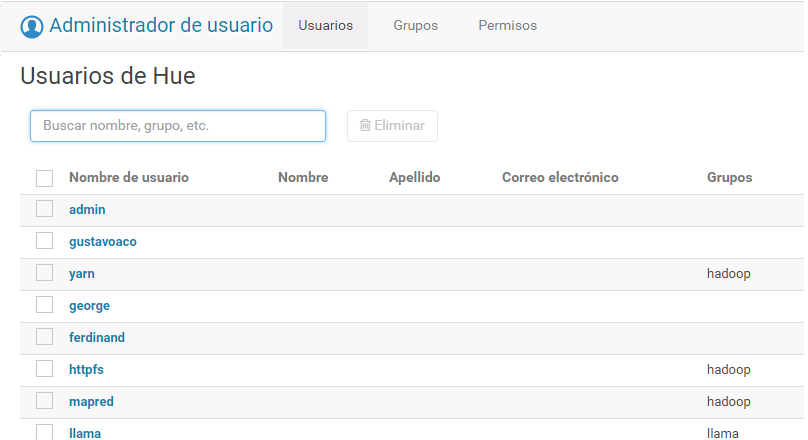 Administrador de usuario Usuarios Grupos Permisos
Usuarios de Hue
Buscar nombre, grupo, etc. Eliminar
Nombre de usuario Nombre Apellido Correo electrónico Grupos
admin
gustavoaco
yarn hadoop
george
ferdinand
httpfs hadoop
mapred hadoop
llama llama